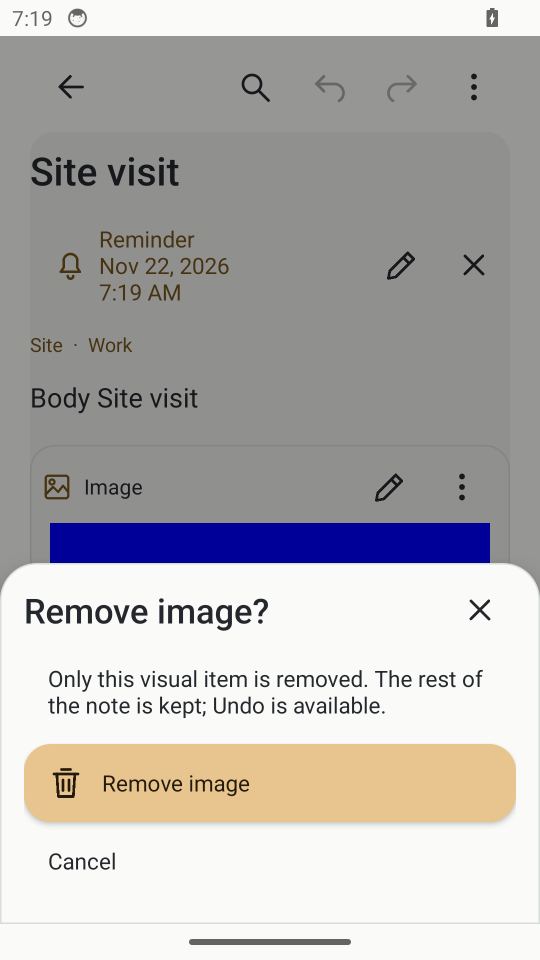 7:19
Site visit
Reminder
Nov 22, 2026
7:19 AM
Site · Work
Body Site visit
Image
Remove image?
Only this visual item is removed. The rest of
the note is kept; Undo is available.
Remove image
Cancel